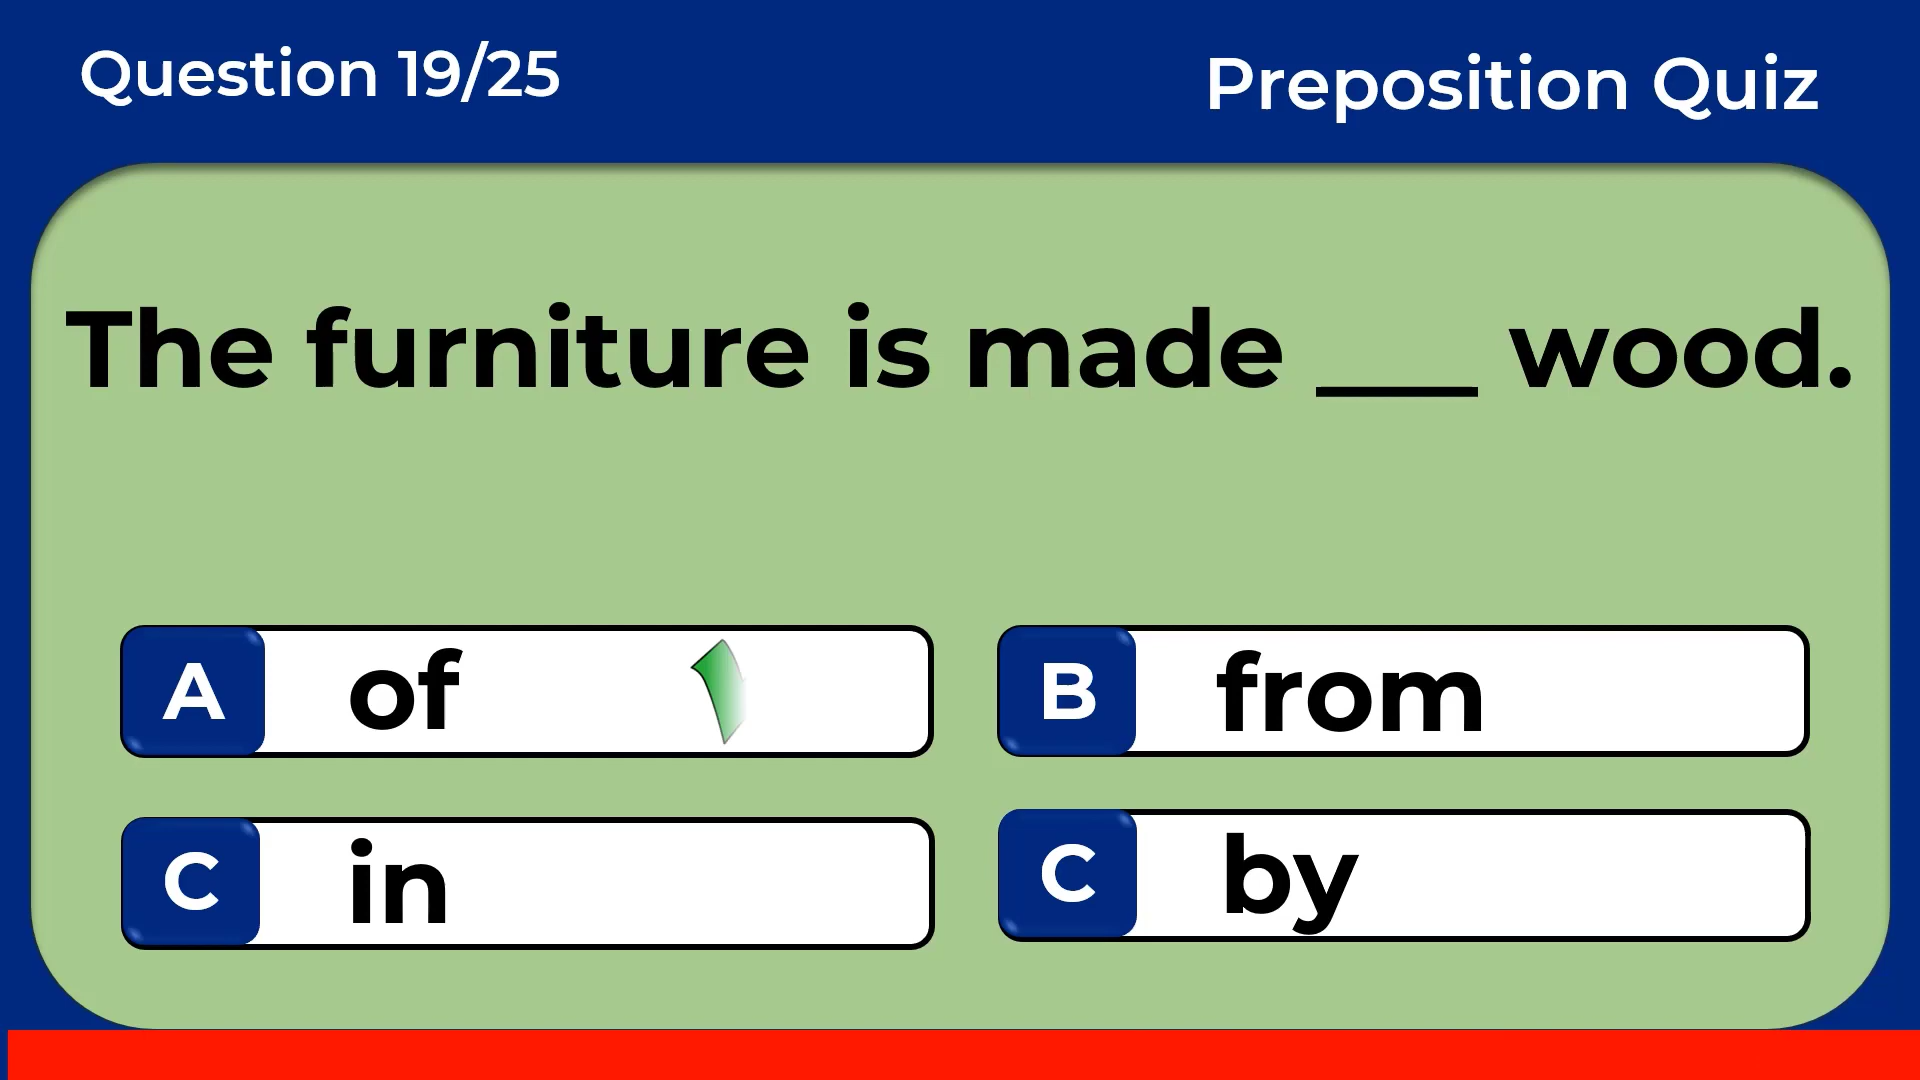 Question 19/25
Preposition Quiz
The furniture is made ___ wood.
A of
B from
C in
C by